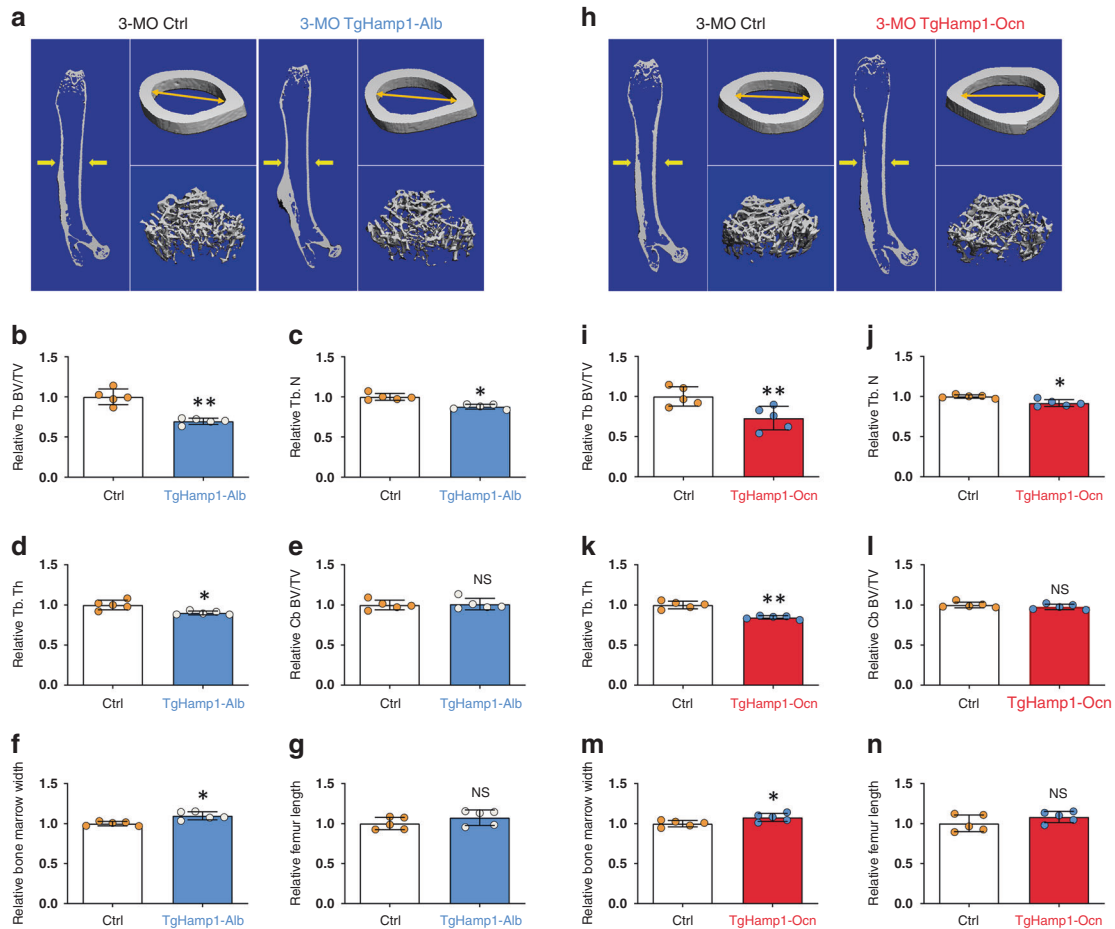 a
3-MO Ctrl
3-MO TgHamp1-Alb
h
3-MO Ctrl
3-MO TgHamp1-Ocn
b
Relative Tb BV/TV
1.5
1.0
0.5
0.0
**
Ctrl
TgHamp1-Alb
c
Relative Tb. N
1.5
1.0
0.5
0.0
*
Ctrl
TgHamp1-Alb
i
Relative Tb BV/TV
1.5
1.0
0.5
0.0
**
Ctrl
TgHamp1-Ocn
j
Relative Tb. N
1.5
1.0
0.5
0.0
*
Ctrl
TgHamp1-Ocn
d
Relative Tb. Th
1.5
1.0
0.5
0.0
*
Ctrl
TgHamp1-Alb
e
Relative Cb BV/TV
1.5
1.0
0.5
0.0
NS
Ctrl
TgHamp1-Alb
k
Relative Tb. Th
1.5
1.0
0.5
0.0
**
Ctrl
TgHamp1-Ocn
l
Relative Cb BV/TV
1.5
1.0
0.5
0.0
NS
Ctrl
TgHamp1-Ocn
f
Relative bone marrow width
1.5
1.0
0.5
0.0
*
Ctrl
TgHamp1-Alb
g
Relative femur length
1.5
1.0
0.5
0.0
NS
Ctrl
TgHamp1-Alb
m
Relative bone marrow width
1.5
1.0
0.5
0.0
*
Ctrl
TgHamp1-Ocn
n
Relative femur length
1.5
1.0
0.5
0.0
NS
Ctrl
TgHamp1-Ocn